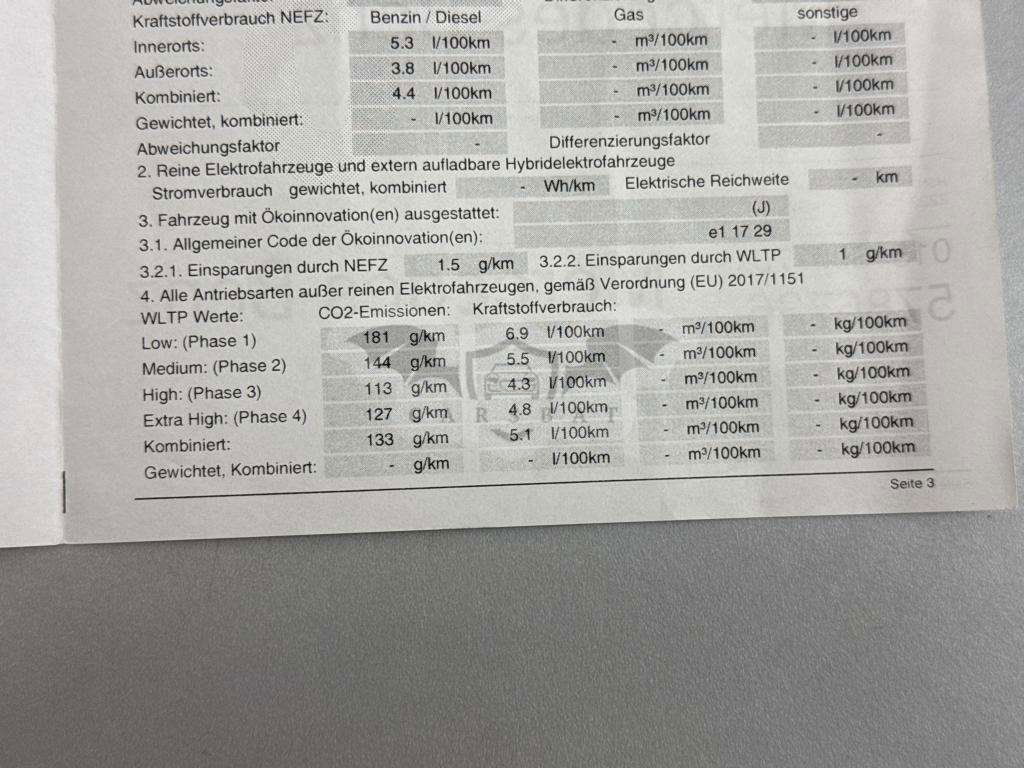 Kraftstoffverbrauch NEFZ: Benzin / Diesel Gas sonstige
Innerorts: 5.3 l/100km - m³/100km - l/100km
Außerorts: 3.8 l/100km - m³/100km - l/100km
Kombiniert: 4.4 l/100km - m³/100km - l/100km
Gewichtet, kombiniert: - l/100km - m³/100km - l/100km
Abweichungsfaktor - Differenzierungsfaktor -
2. Reine Elektrofahrzeuge und extern aufladbare Hybridelektrofahrzeuge
Stromverbrauch gewichtet, kombiniert - Wh/km Elektrische Reichweite - km
3. Fahrzeug mit Ökoinnovation(en) ausgestattet: (J)
3.1. Allgemeiner Code der Ökoinnovation(en): e1 17 29
3.2.1. Einsparungen durch NEFZ 1.5 g/km 3.2.2. Einsparungen durch WLTP 1 g/km
4. Alle Antriebsarten außer reinen Elektrofahrzeugen, gemäß Verordnung (EU) 2017/1151
WLTP Werte: CO2-Emissionen: Kraftstoffverbrauch:
Low: (Phase 1) 181 g/km 6.9 l/100km - m³/100km - kg/100km
Medium: (Phase 2) 144 g/km 5.5 l/100km - m³/100km - kg/100km
High: (Phase 3) 113 g/km 4.3 l/100km - m³/100km - kg/100km
Extra High: (Phase 4) 127 g/km 4.8 l/100km - m³/100km - kg/100km
Kombiniert: 133 g/km 5.1 l/100km - m³/100km - kg/100km
Gewichtet, Kombiniert: - g/km - l/100km - m³/100km - kg/100km
Seite 3